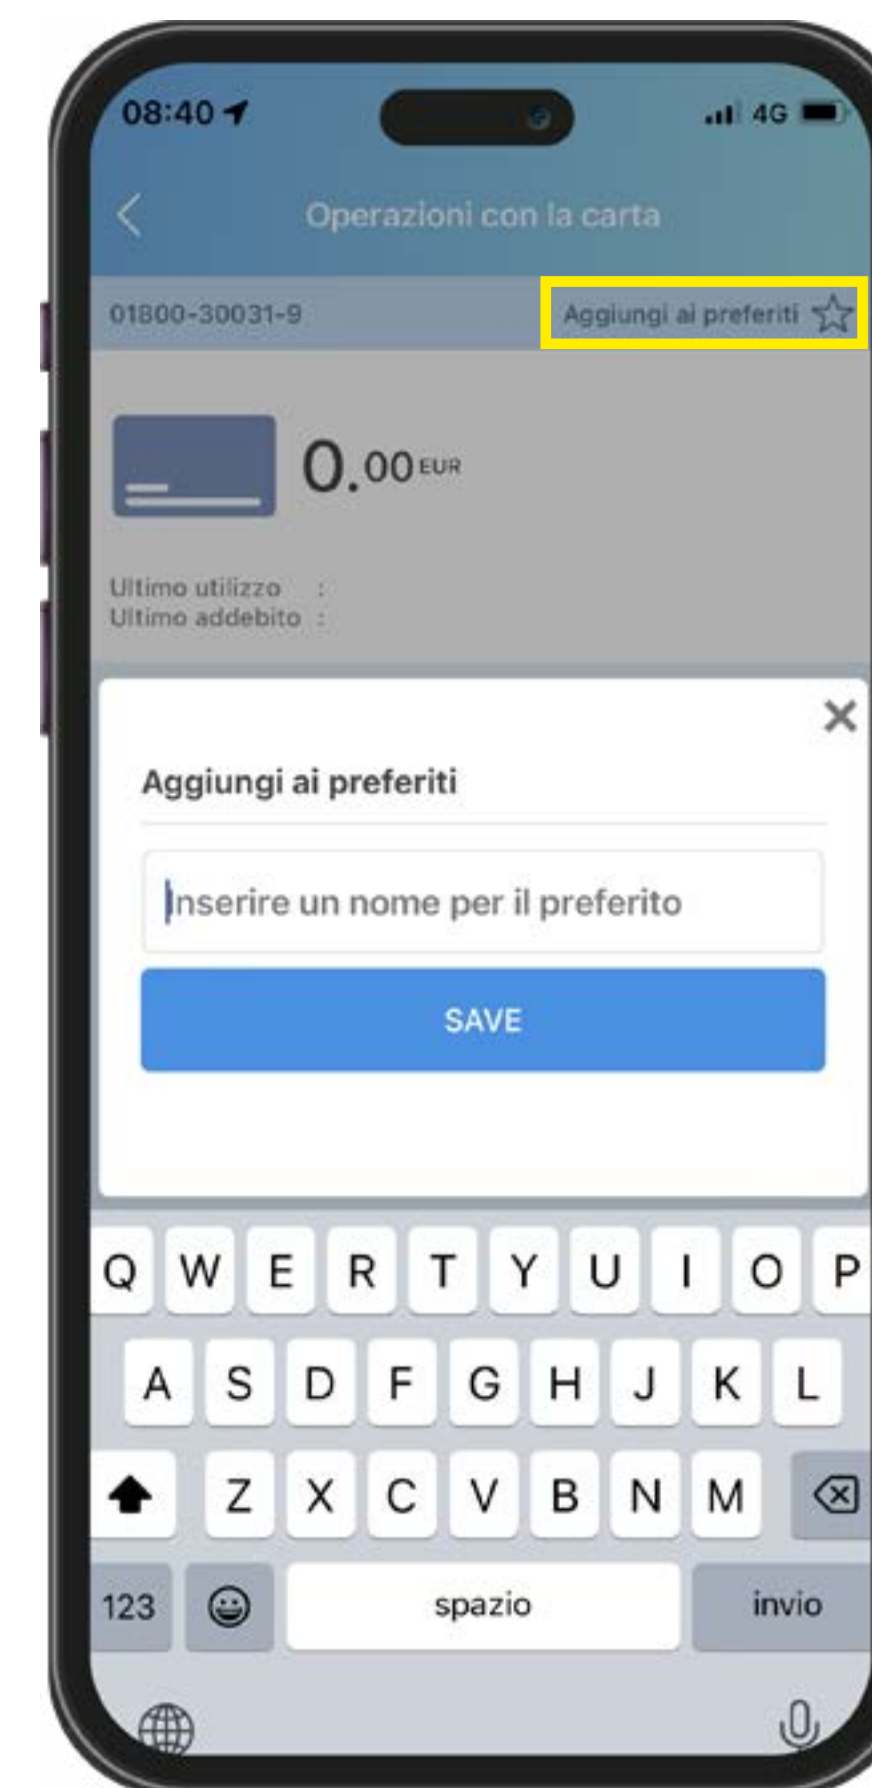 08:40 4G
Operazioni con la carta
01800-30031-9 Aggiungi ai preferiti
0.00 EUR
Ultimo utilizzo :
Ultimo addebito :
Aggiungi ai preferiti
Inserire un nome per il preferito
SAVE
Q W E R T Y U I O P
A S D F G H J K L
Z X C V B N M
123 spazio invio